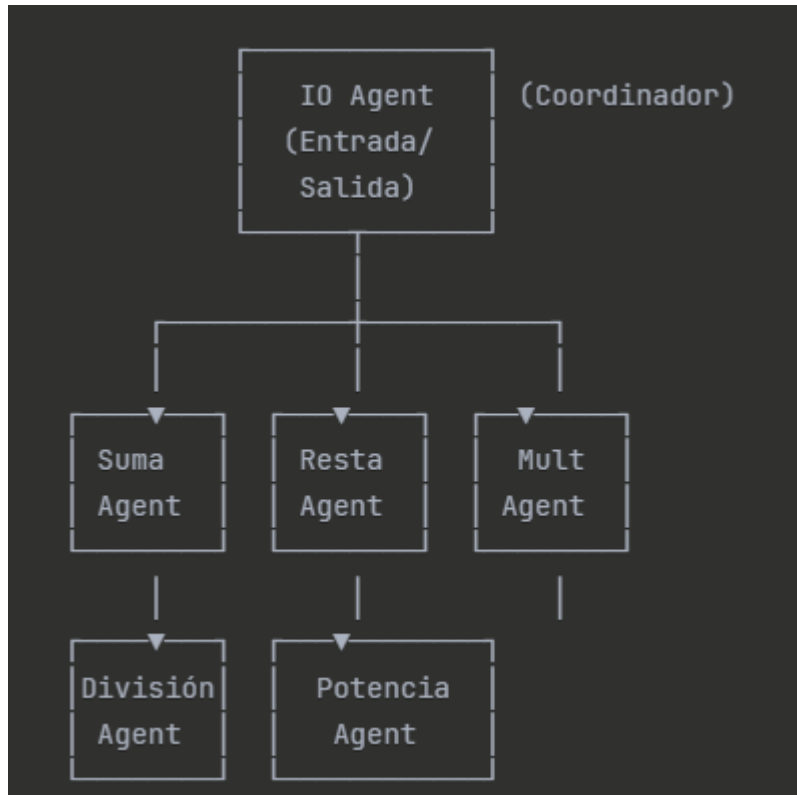 IO Agent (Coordinador)
(Entrada/
Salida)
Suma Resta Mult
Agent Agent Agent
División Potencia
Agent Agent